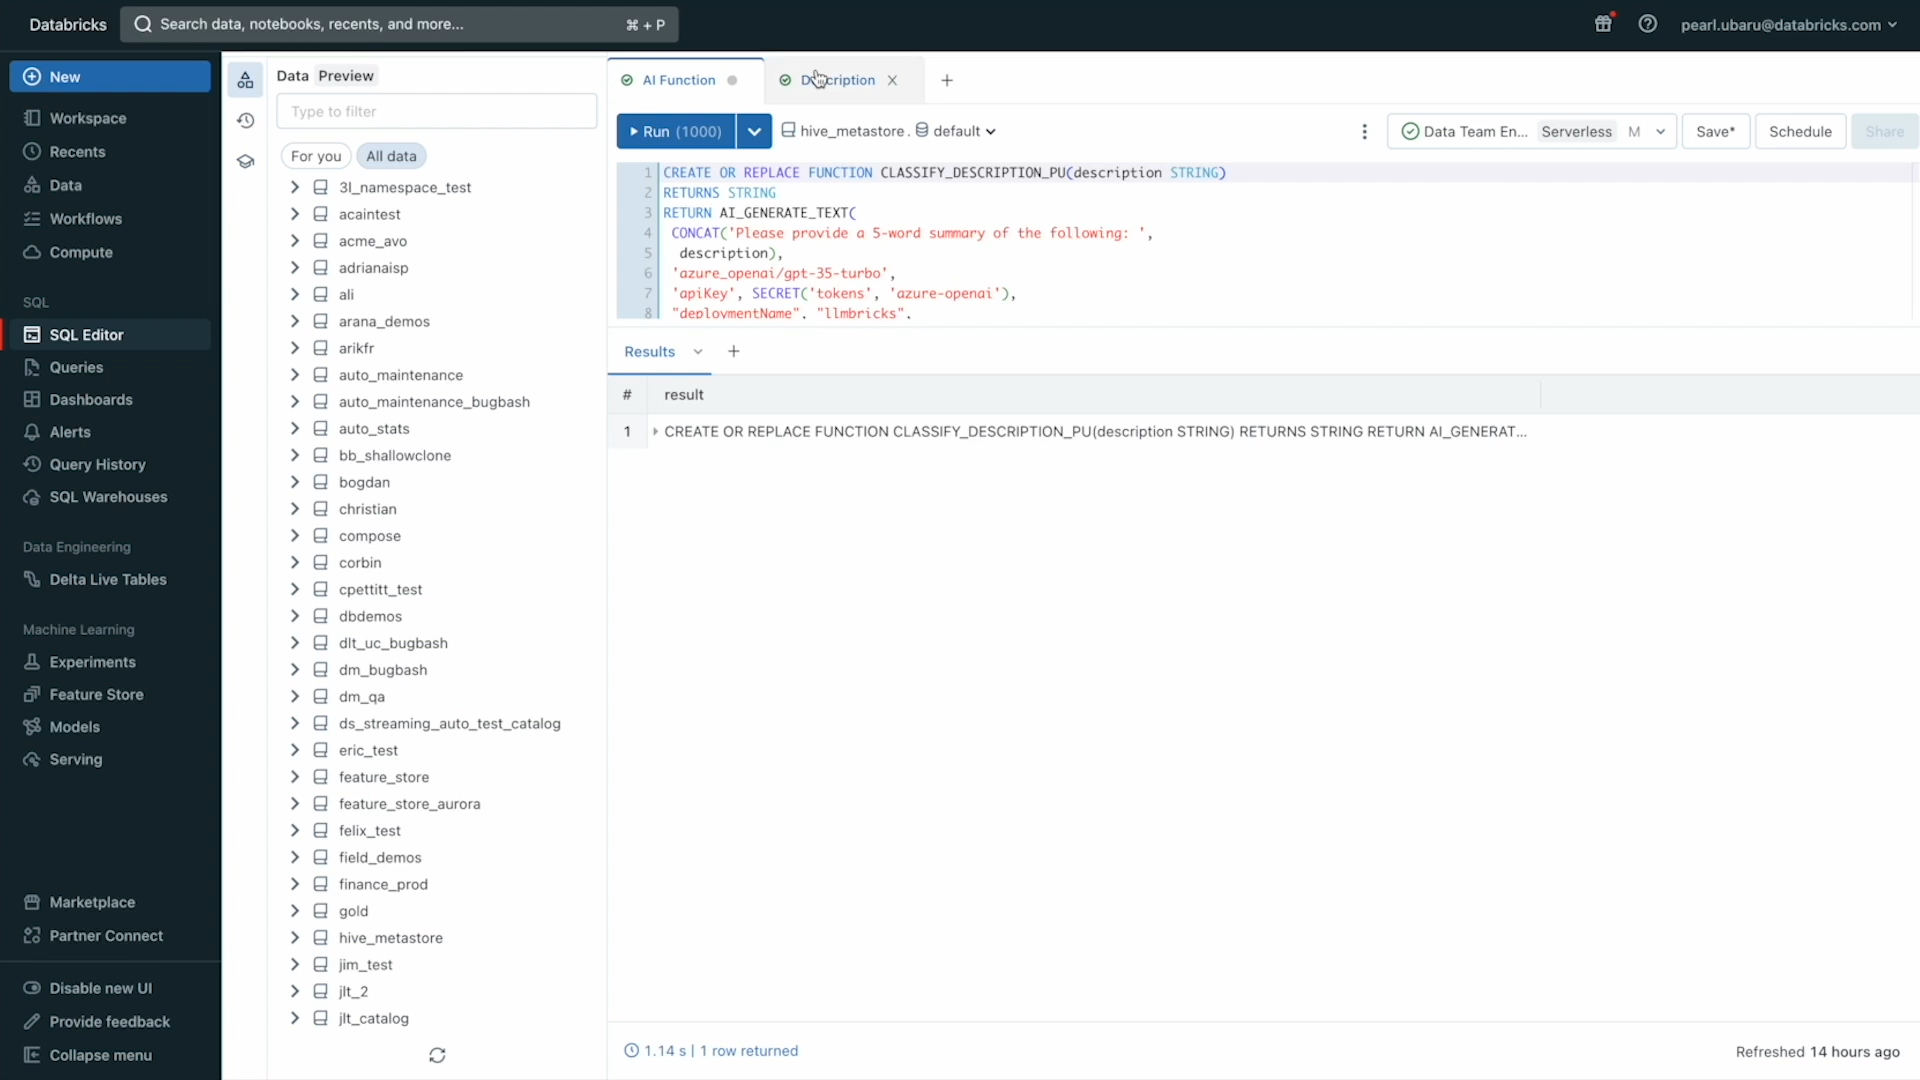 Databricks
Search data, notebooks, recents, and more...
⌘ + P
pearl.ubaru@databricks.com
New
Workspace
Recents
Data
Workflows
Compute
SQL
SQL Editor
Queries
Dashboards
Alerts
Query History
SQL Warehouses
Data Engineering
Delta Live Tables
Machine Learning
Experiments
Feature Store
Models
Serving
Marketplace
Partner Connect
Disable new UI
Provide feedback
Collapse menu
Data Preview
Type to filter
For you All data
3l_namespace_test
acaintest
acme_avo
adrianaisp
ali
arana_demos
arikfr
auto_maintenance
auto_maintenance_bugbash
auto_stats
bb_shallowclone
bogdan
christian
compose
corbin
cpettitt_test
dbdemos
dlt_uc_bugbash
dm_bugbash
dm_qa
ds_streaming_auto_test_catalog
eric_test
feature_store
feature_store_aurora
felix_test
field_demos
finance_prod
gold
hive_metastore
jim_test
jlt_2
jlt_catalog
AI Function
Run (1000) hive_metastore. default
Data Team En... Serverless M
Save*
Schedule
Share
1 CREATE OR REPLACE FUNCTION CLASSIFY_DESCRIPTION_PU(description STRING)
2 RETURNS STRING
3 RETURN AI_GENERATE_TEXT(
4 CONCAT('Please provide a 5-word summary of the following: ',
5 description),
6 'azure_openai/gpt-35-turbo',
7 'apiKey', SECRET('tokens', 'azure-openai'),
8 "deploymentName", "llmbricks",
Results
# result
1 CREATE OR REPLACE FUNCTION CLASSIFY_DESCRIPTION_PU(description STRING) RETURNS STRING RETURN AI_GENERAT...
1.14 s | 1 row returned
Refreshed 14 hours ago